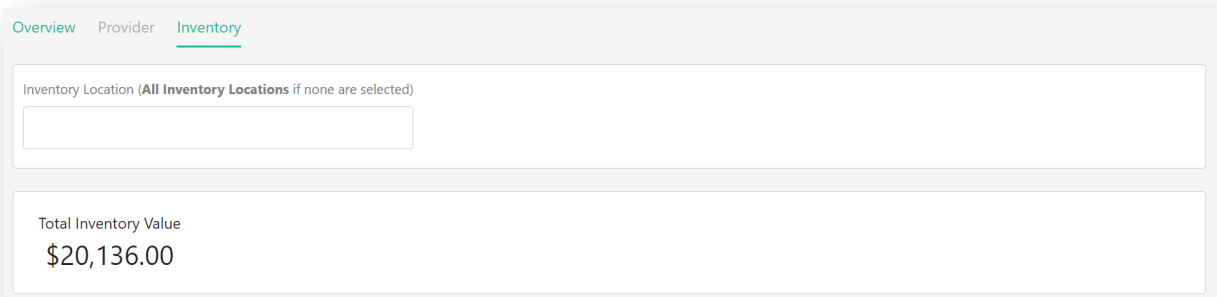 Overview Provider Inventory
Inventory Location (All Inventory Locations if none are selected)
Total Inventory Value
$20,136.00